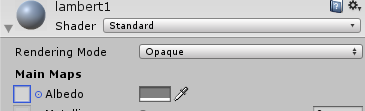 lambert1
Shader Standard
Rendering Mode Opaque
Main Maps
Albedo